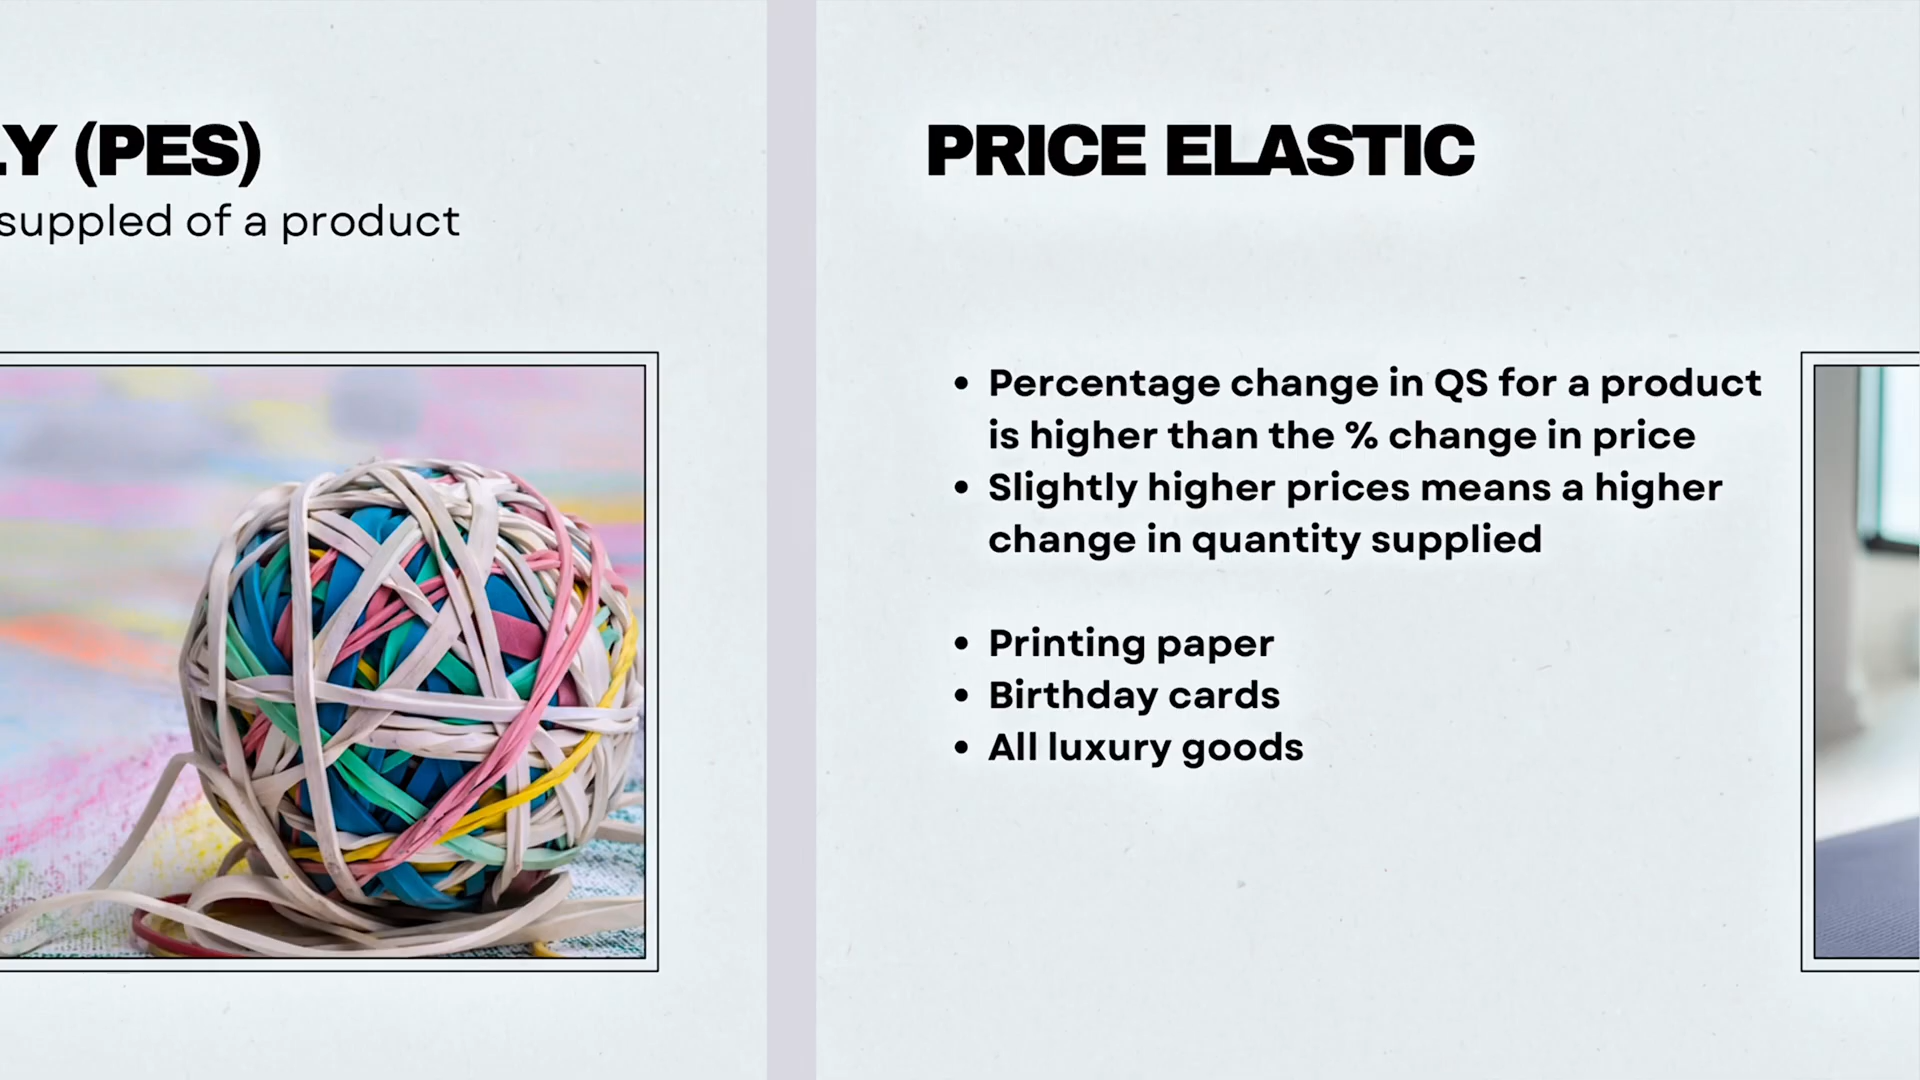 LY (PES)
suppled of a product
PRICE ELASTIC
• Percentage change in QS for a product
is higher than the % change in price
• Slightly higher prices means a higher
change in quantity supplied
• Printing paper
• Birthday cards
• All luxury goods